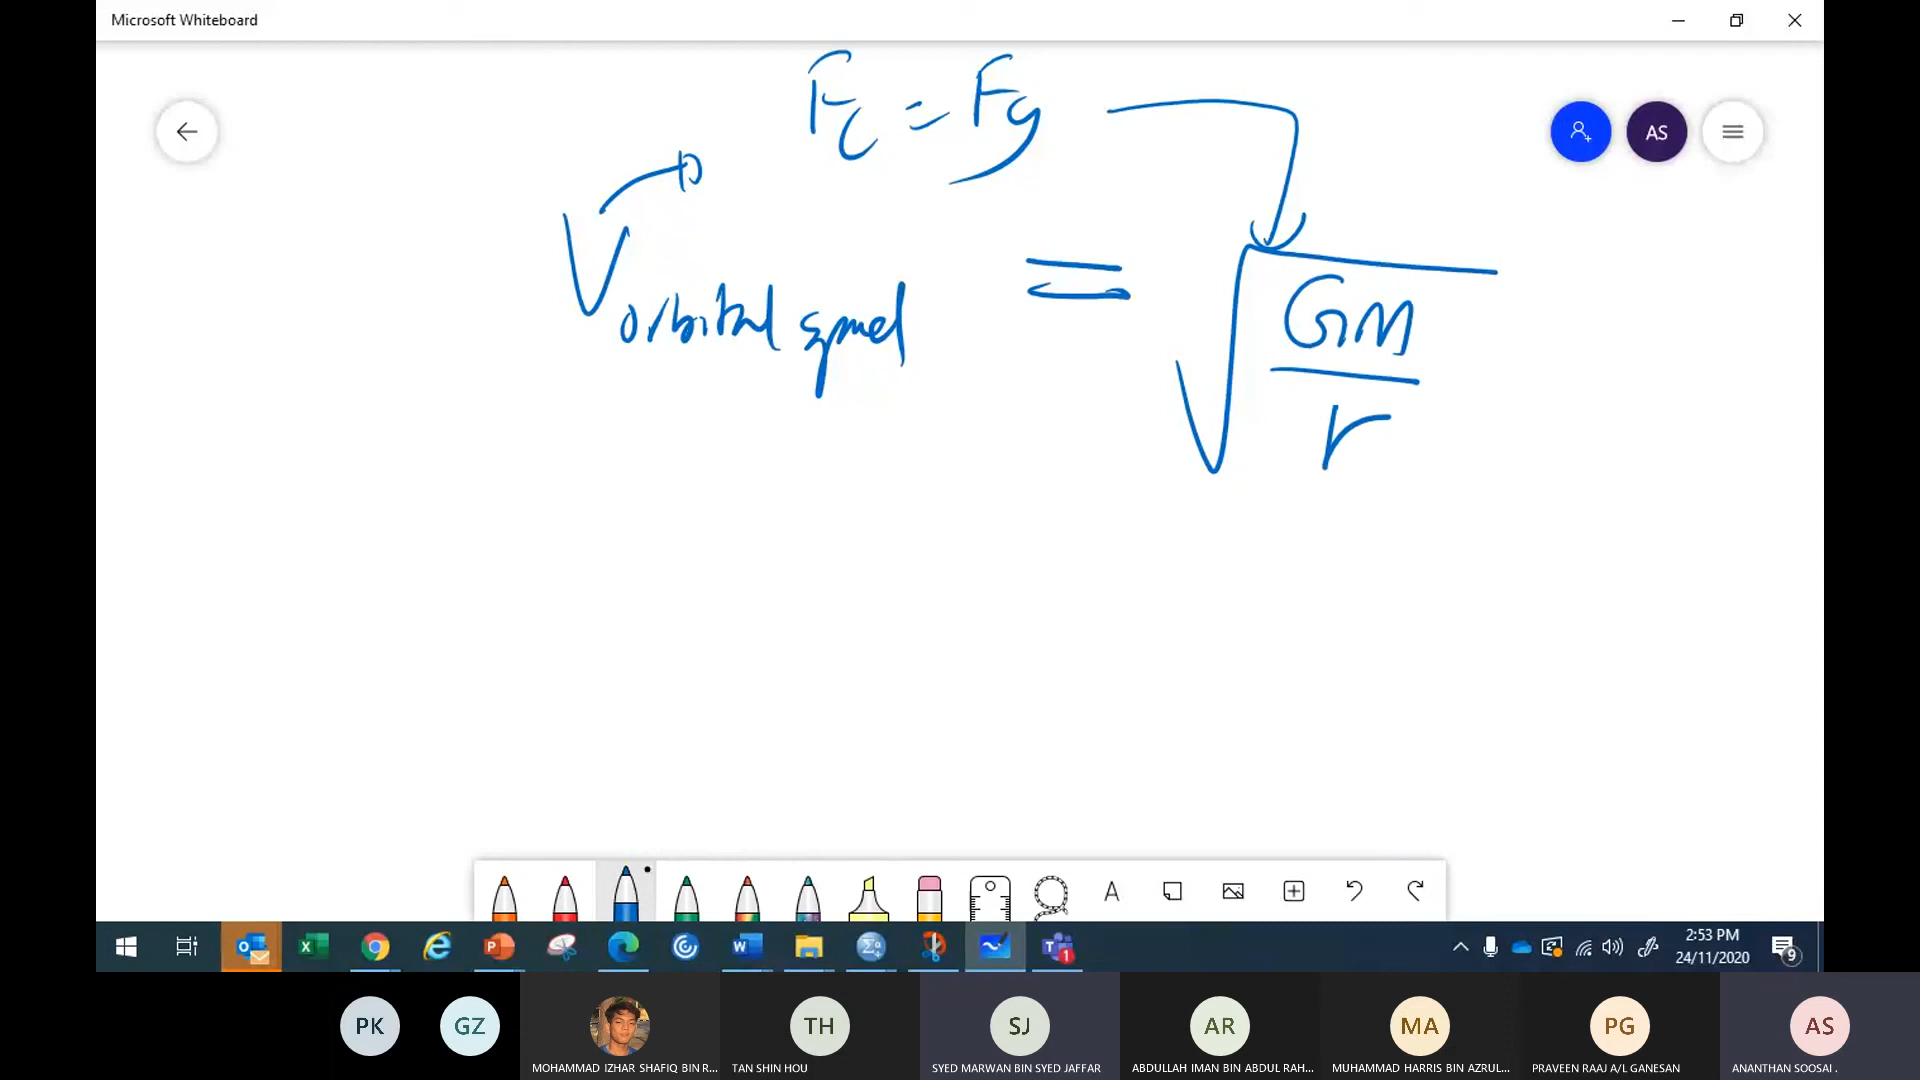 Microsoft Whiteboard
Fc = Fg
AS
V orbital speed = √GM/r
A
2:53 PM
24/11/2020
9
1
PK
GZ
TH
SJ
AR
MA
PG
AS
MOHAMMAD IZHAR SHAFIQ BIN R...
TAN SHIN HOU
SYED MARWAN BIN SYED JAFFAR
ABDULLAH IMAN BIN ABDUL RAH...
MUHAMMAD HARRIS BIN AZRUL...
PRAVEEN RAAJ A/L GANESAN
ANANTHAN SOOSAI .